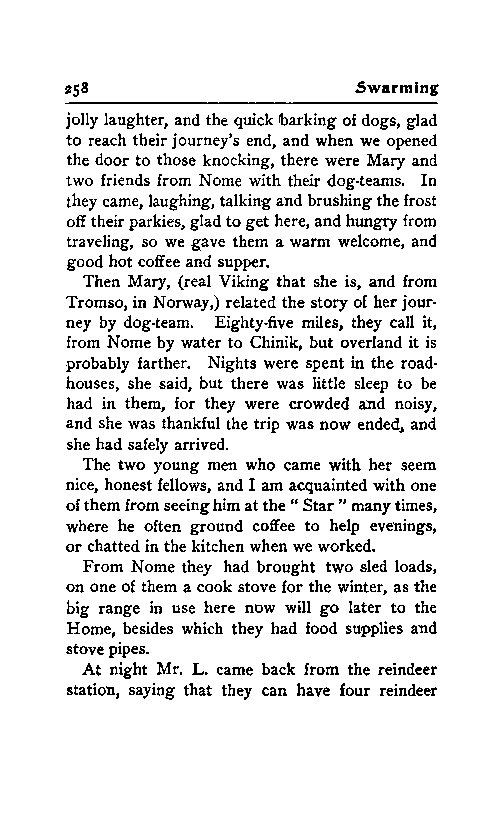 258 Swarming
jolly laughter, and the quick barking of dogs, glad
to reach their journey's end, and when we opened
the door to those knocking, there were Mary and
two friends from Nome with their dog-teams. In
they came, laughing, talking and brushing the frost
off their parkies, glad to get here, and hungry from
traveling, so we gave them a warm welcome, and
good hot coffee and supper.
Then Mary, (real Viking that she is, and from
Tromso, in Norway,) related the story of her jour-
ney by dog-team. Eighty-five miles, they call it,
from Nome by water to Chinik, but overland it is
probably farther. Nights were spent in the road-
houses, she said, but there was little sleep to be
had in them, for they were crowded and noisy,
and she was thankful the trip was now ended, and
she had safely arrived.
The two young men who came with her seem
nice, honest fellows, and I am acquainted with one
of them from seeing him at the " Star " many times,
where he often ground coffee to help evenings,
or chatted in the kitchen when we worked.
From Nome they had brought two sled loads,
on one of them a cook stove for the winter, as the
big range in use here now will go later to the
Home, besides which they had food supplies and
stove pipes.
At night Mr. L. came back from the reindeer
station, saying that they can have four reindeer